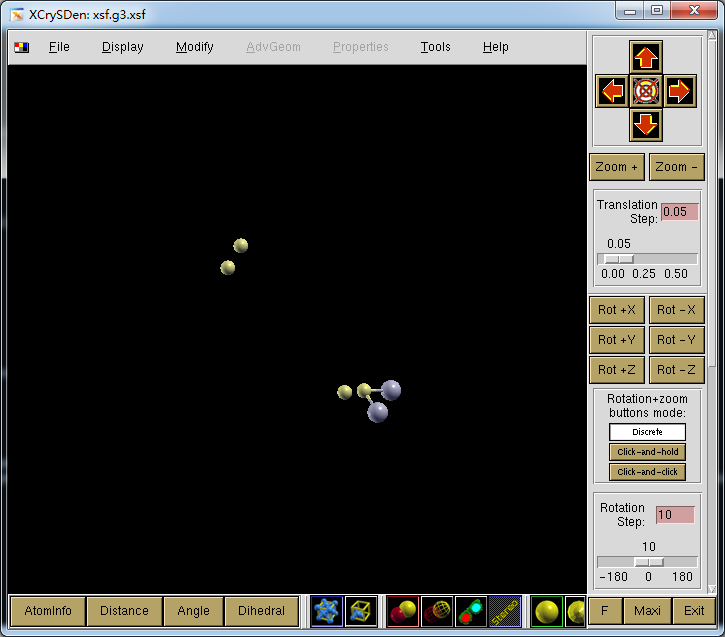 XCrySDen: xsf.g3.xsf
File Display Modify AdvGeom Properties Tools Help
Zoom + Zoom -
Translation
Step: 0.05
0.05
0.00 0.25 0.50
Rot +X Rot -X
Rot +Y Rot -Y
Rot +Z Rot -Z
Rotation+zoom
buttons mode:
Discrete
Click-and-hold
Click-and-click
Rotation
Step: 10
10
-180 0 180
AtomInfo Distance Angle Dihedral Stereo F Maxi Exit